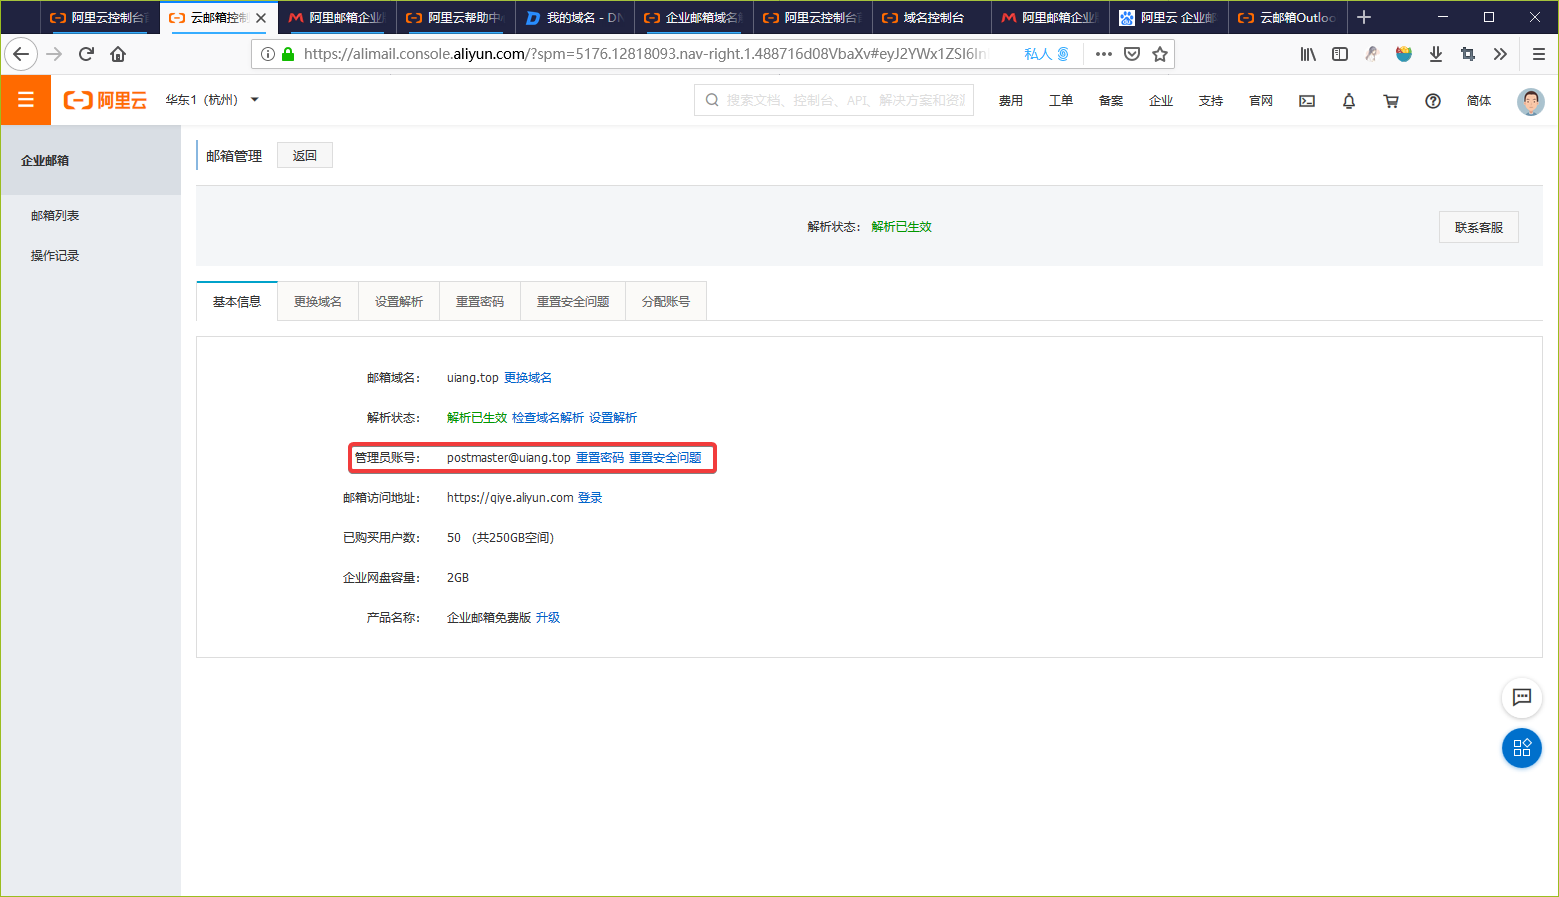 阿里云控制台
云邮箱控制
阿里邮箱企业
阿里云帮助中
我的域名 - DN
企业邮箱域名
阿里云控制台
域名控制台
阿里邮箱企业
阿里云 企业邮
云邮箱Outloo
https://alimail.console.aliyun.com/?spm=5176.12818093.nav-right.1.488716d08VbaXv#eyJ2YWx1ZSI6In
私人
阿里云
华东1（杭州）
搜索文档、控制台、API、解决方案和资源
费用
工单
备案
企业
支持
官网
简体
企业邮箱
邮箱列表
操作记录
邮箱管理
返回
解析状态： 解析已生效
联系客服
基本信息
更换域名
设置解析
重置密码
重置安全问题
分配账号
邮箱域名： uiang.top 更换域名
解析状态： 解析已生效 检查域名解析 设置解析
管理员账号： postmaster@uiang.top 重置密码 重置安全问题
邮箱访问地址： https://qiye.aliyun.com 登录
已购买用户数： 50 （共250GB空间）
企业网盘容量： 2GB
产品名称： 企业邮箱免费版 升级